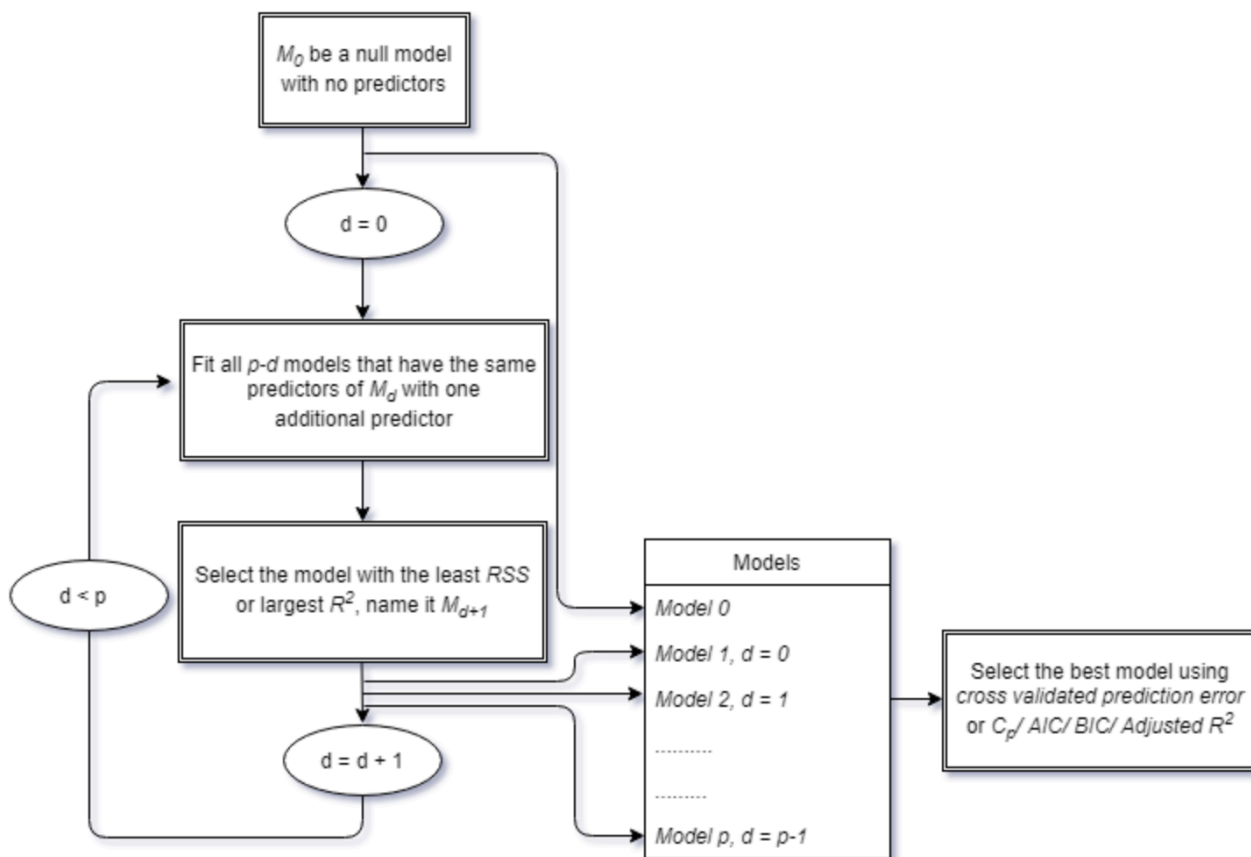 M0 be a null model
with no predictors
d = 0
Fit all p-d models that have the same
predictors of Md with one
additional predictor
Select the model with the least RSS
or largest R2, name it Md+1
d < p
d = d + 1
Models
Model 0
Model 1, d = 0
Model 2, d = 1
..........
.........
Model p, d = p-1
Select the best model using
cross validated prediction error
or Cp/ AIC/ BIC/ Adjusted R2